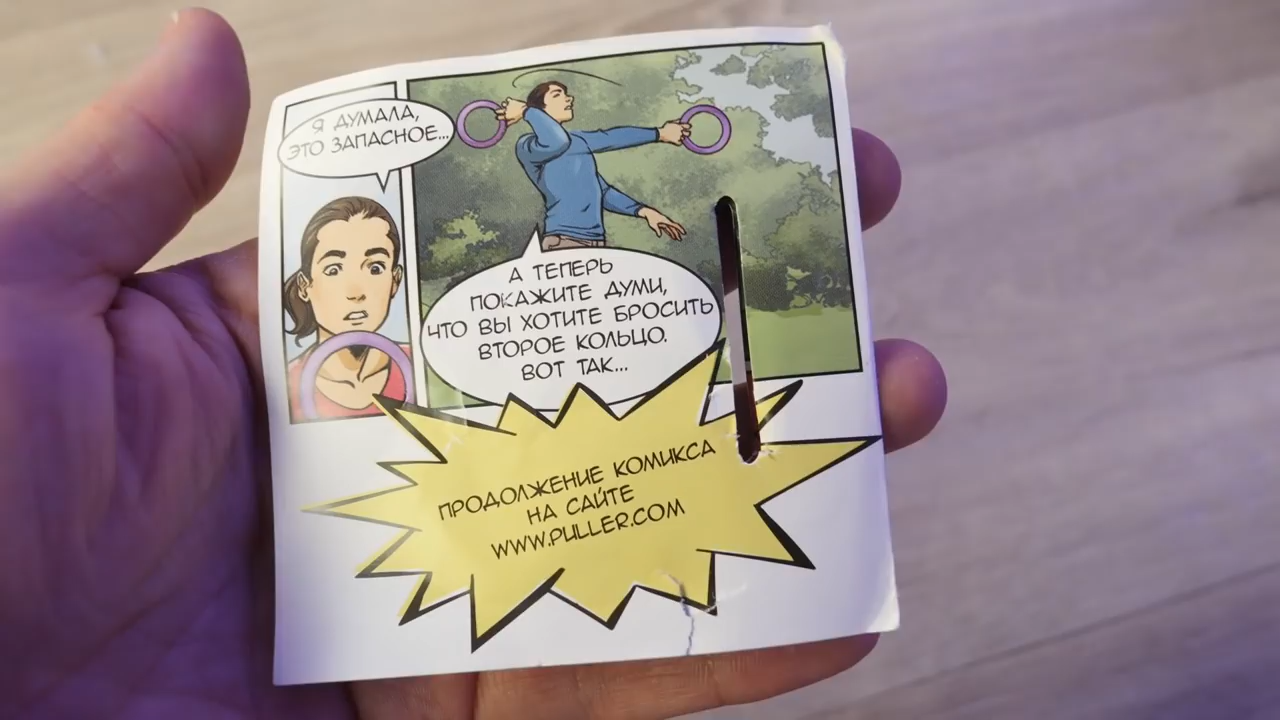 Я ДУМАЛА,
ЭТО ЗАПАСНОЕ...
А ТЕПЕРЬ
ПОКАЖИТЕ ДУМИ,
ЧТО ВЫ ХОТИТЕ БРОСИТЬ
ВТОРОЕ КОЛЬЦО.
ВОТ ТАК...
ПРОДОЛЖЕНИЕ КОМИКСА
НА САЙТЕ
WWW.PULLER.COM